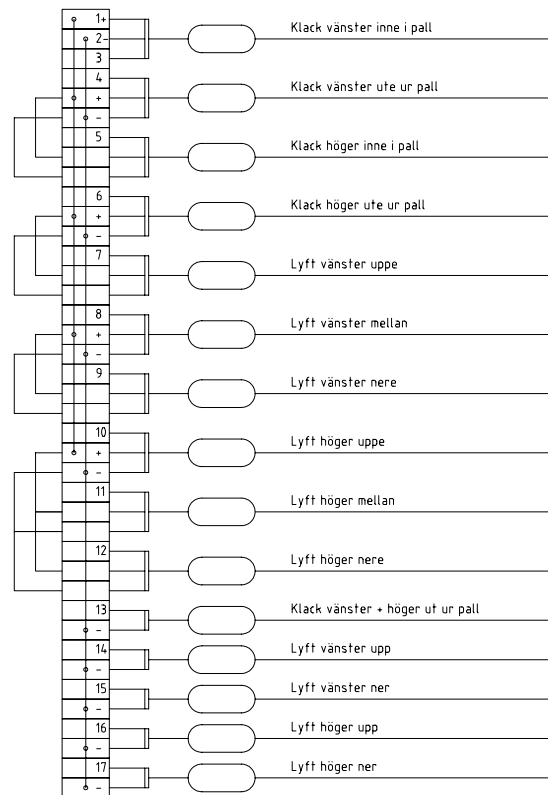 1+ Klack vänster inne i pall
2-
3
4 Klack vänster ute ur pall
+
-
5 Klack höger inne i pall
6 Klack höger ute ur pall
+
-
7 Lyft vänster uppe
8 Lyft vänster mellan
+
-
9 Lyft vänster nere
10 Lyft höger uppe
+
-
11 Lyft höger mellan
12 Lyft höger nere
13 Klack vänster + höger ut ur pall
-
14 Lyft vänster upp
-
15 Lyft vänster ner
-
16 Lyft höger upp
-
17 Lyft höger ner
-